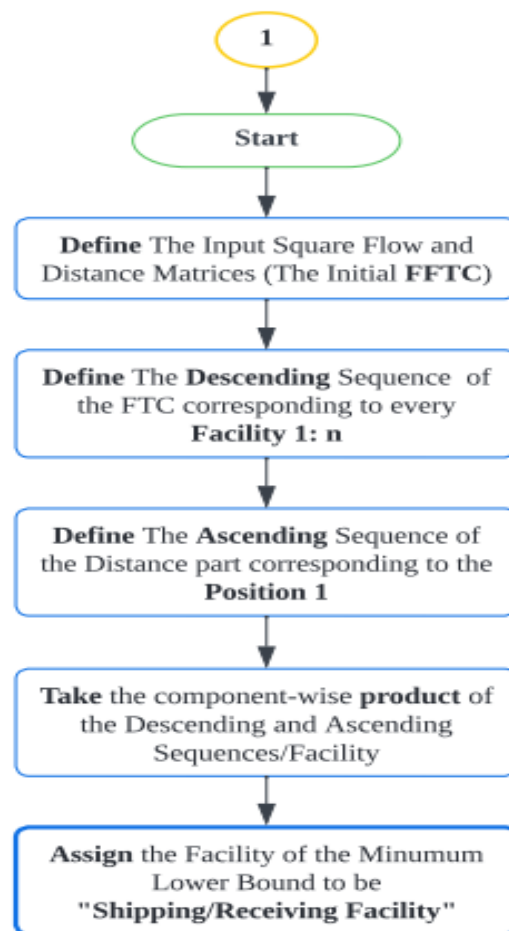 1
Start
Define The Input Square Flow and
Distance Matrices (The Initial FFTC)
Define The Descending Sequence of
the FTC corresponding to every
Facility 1: n
Define The Ascending Sequence of
the Distance part corresponding to the
Position 1
Take the component-wise product of
the Descending and Ascending
Sequences/Facility
Assign the Facility of the Minumum
Lower Bound to be
"Shipping/Receiving Facility"